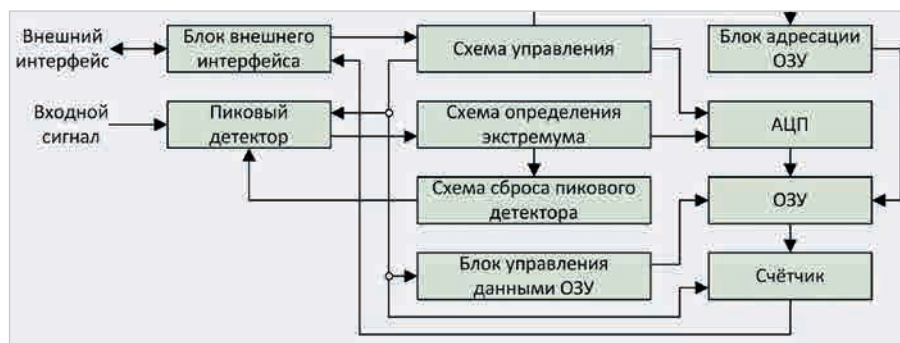 Внешний
интерфейс
Блок внешнего
интерфейса
Схема управления
Блок адресации
ОЗУ
Входной
сигнал
Пиковый
детектор
Схема определения
экстремума
АЦП
Схема сброса пикового
детектора
ОЗУ
Блок управления
данными ОЗУ
Счётчик